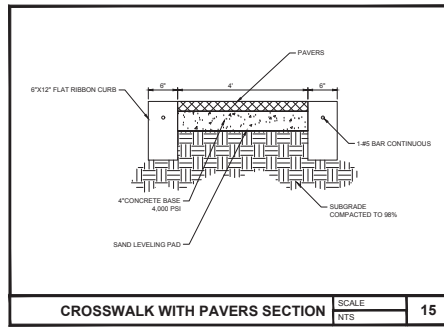 PAVERS
6" 4' 6"
6"X12" FLAT RIBBON CURB
1-#5 BAR CONTINUOUS
4"CONCRETE BASE
4,000 PSI
SUBGRADE
COMPACTED TO 98%
SAND LEVELING PAD
CROSSWALK WITH PAVERS SECTION
SCALE
NTS
15